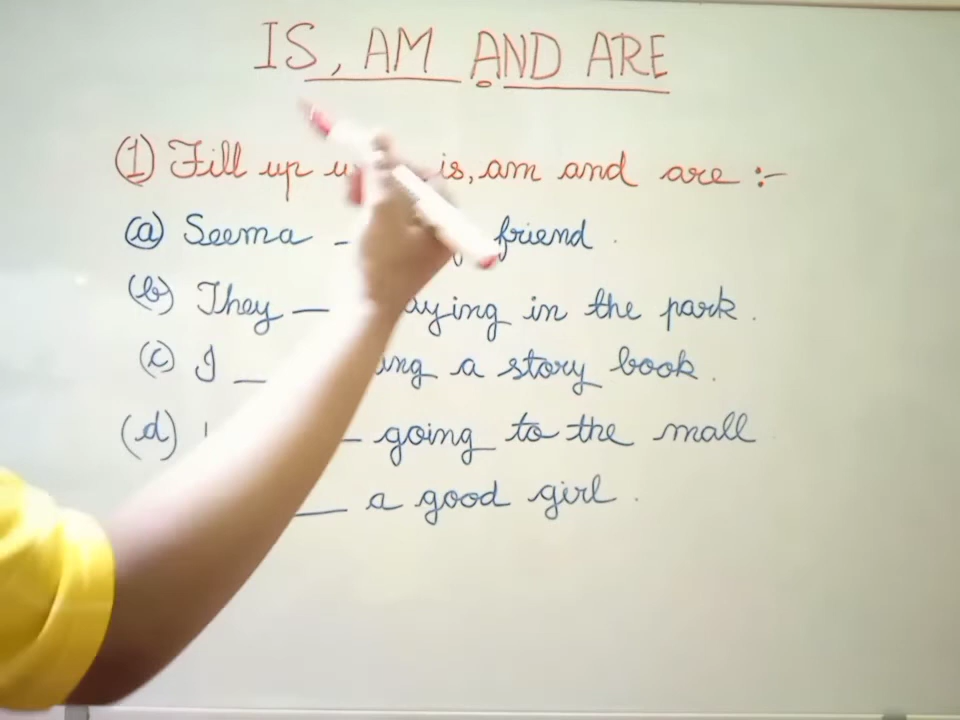 IS, AM AND ARE
(1) Fill up is, am and are :-
(a) Seema _ friend .
(b) They _ in the park .
(c) I _ a story book .
(d) _ going to the mall
_ a good girl .